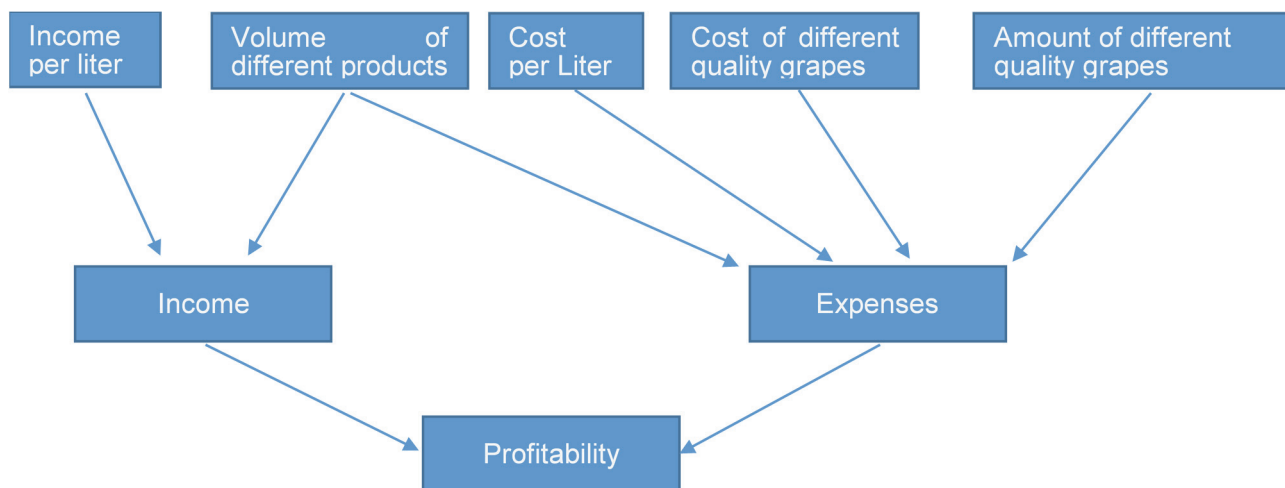 Income
per liter
Volume of
different products
Cost
per Liter
Cost of different
quality grapes
Amount of different
quality grapes
Income
Expenses
Profitability